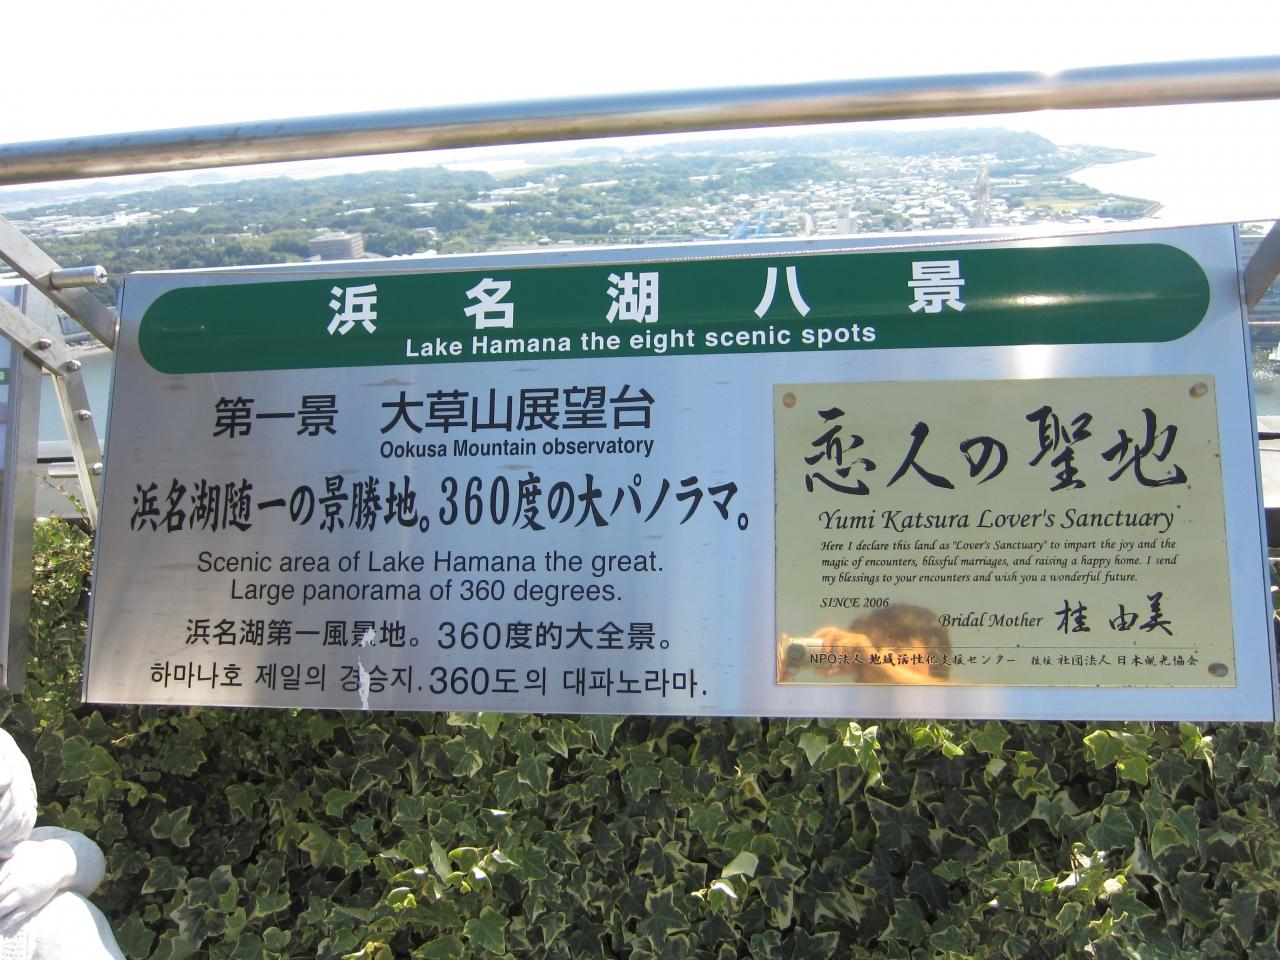 浜名湖八景
Lake Hamana the eight scenic spots
第一景 大草山展望台
Ookusa Mountain observatory
浜名湖随一の景勝地。360度の大パノラマ。
Scenic area of Lake Hamana the great.
Large panorama of 360 degrees.
浜名湖第一風景地。360度的大全景。
하마나호 제일의 경승지.360도의 대파노라마.
恋人の聖地
Yumi Katsura Lover's Sanctuary
Here I declare this land as "Lover's Sanctuary" to impart the joy and the
magic of encounters, blissful marriages, and raising a happy home. I send
my blessings to your encounters and wish you a wonderful future.
SINCE 2006
Bridal Mother 桂 由美
NPO法人 地域活性化支援センター 社団法人 日本観光協会